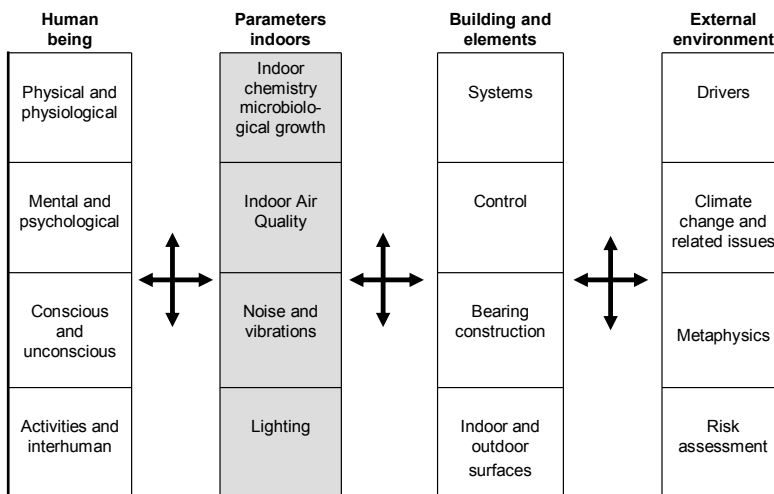 Human
being
Physical and
physiological
Mental and
psychological
Conscious
and
unconscious
Activities and
interhuman
Parameters
indoors
Indoor
chemistry
microbiolo-
gical growth
Indoor Air
Quality
Noise and
vibrations
Lighting
Building and
elements
Systems
Control
Bearing
construction
Indoor and
outdoor
surfaces
External
environment
Drivers
Climate
change and
related issues
Metaphysics
Risk
assessment